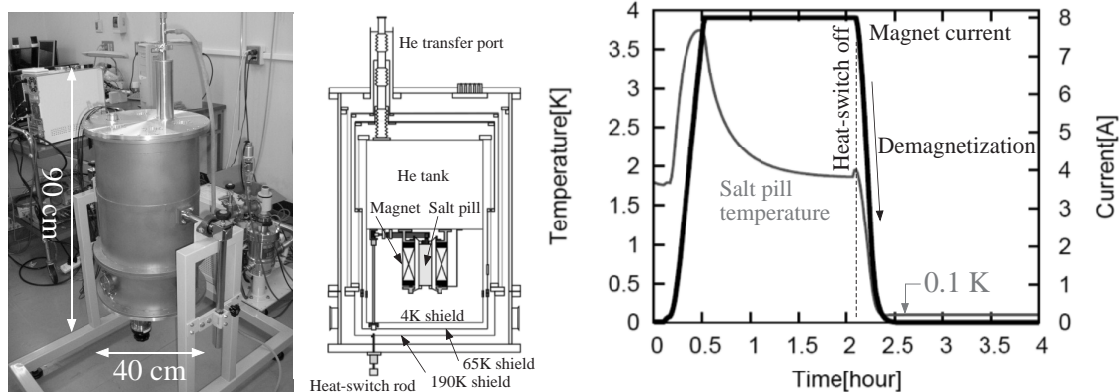 90 cm
40 cm
He transfer port
He tank
Magnet
Salt pill
4K shield
65K shield
190K shield
Heat-switch rod
Temperature[K]
4
3.5
3
2.5
2
1.5
1
0.5
0
Heat-switch off
Magnet current
Demagnetization
Salt pill
temperature
0.1 K
8
7
6
5
4
3
2
1
0
Current[A]
0 0.5 1 1.5 2 2.5 3 3.5 4
Time[hour]